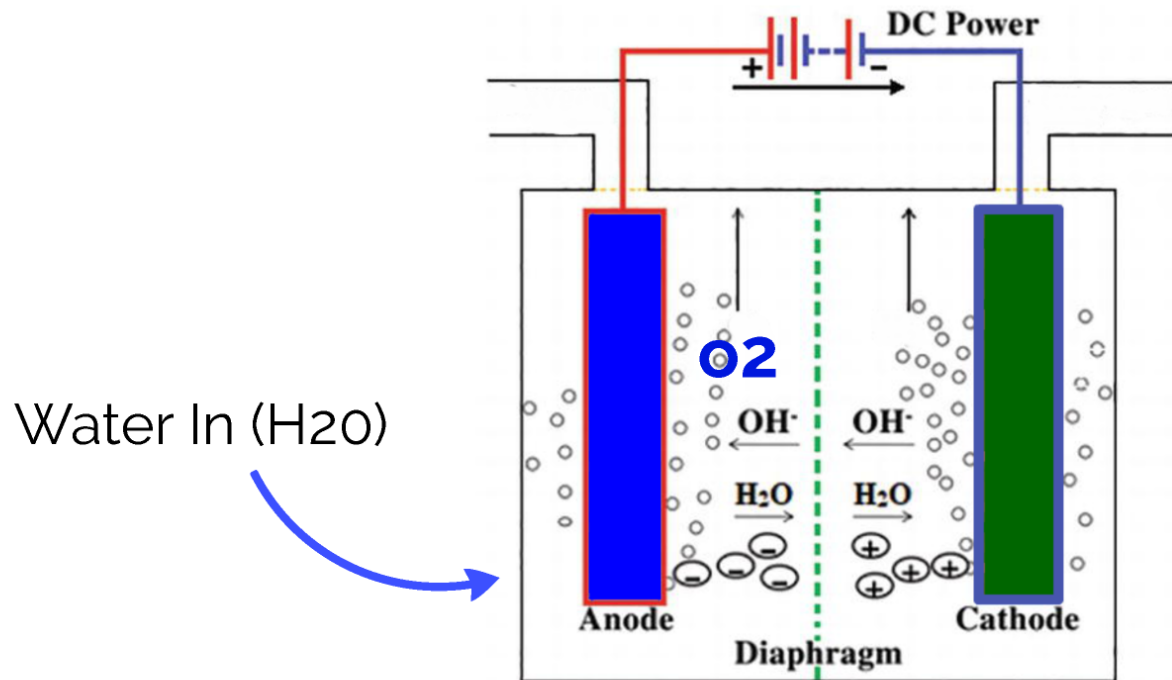 DC Power
+ -
O2
Water In (H20)
OH- OH-
H₂O H₂O
- - - -
+ + + +
Anode Cathode
Diaphragm